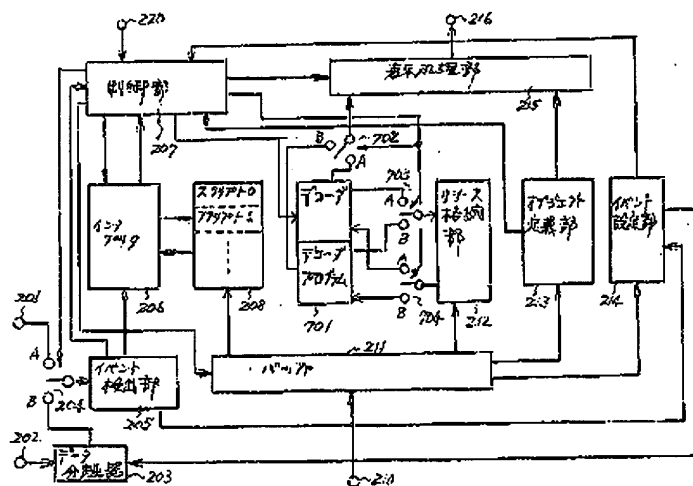 220
216
制御部
表示処理部
207
215
B
702
A
インタ
プリタ
スクリプト0
スクリプト1
デコーダ
デコーダ
プログラム
703
A
B
リソース
格納
部
オブジェクト
定義部
イベント
設定部
206
208
701
A
B
704
212
213
214
201
A
211
バッファ
B
204
イベント
検出部
205
202
データ
分離器
203
210